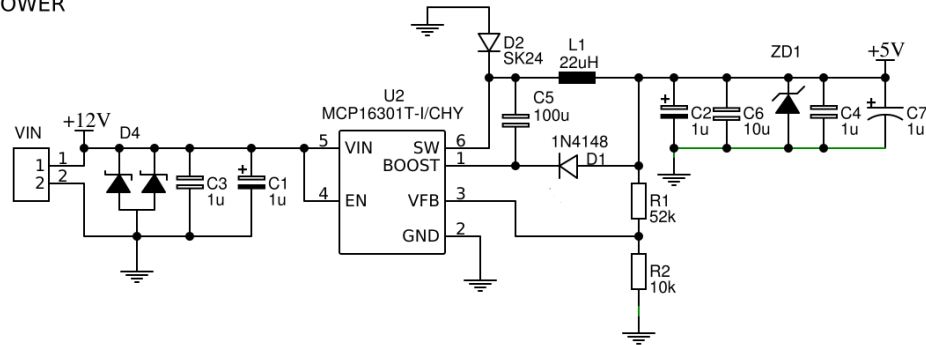 OWER
D2
SK24
L1
22uH
ZD1
+5V
U2
MCP16301T-I/CHY
C5
100u
C2
1u
C6
10u
C4
1u
C7
1u
VIN
+12V
D4
1
2
1
2
C3
1u
C1
1u
5
VIN
SW
6
BOOST
1
1N4148
D1
4
EN
VFB
3
GND
2
R1
52k
R2
10k